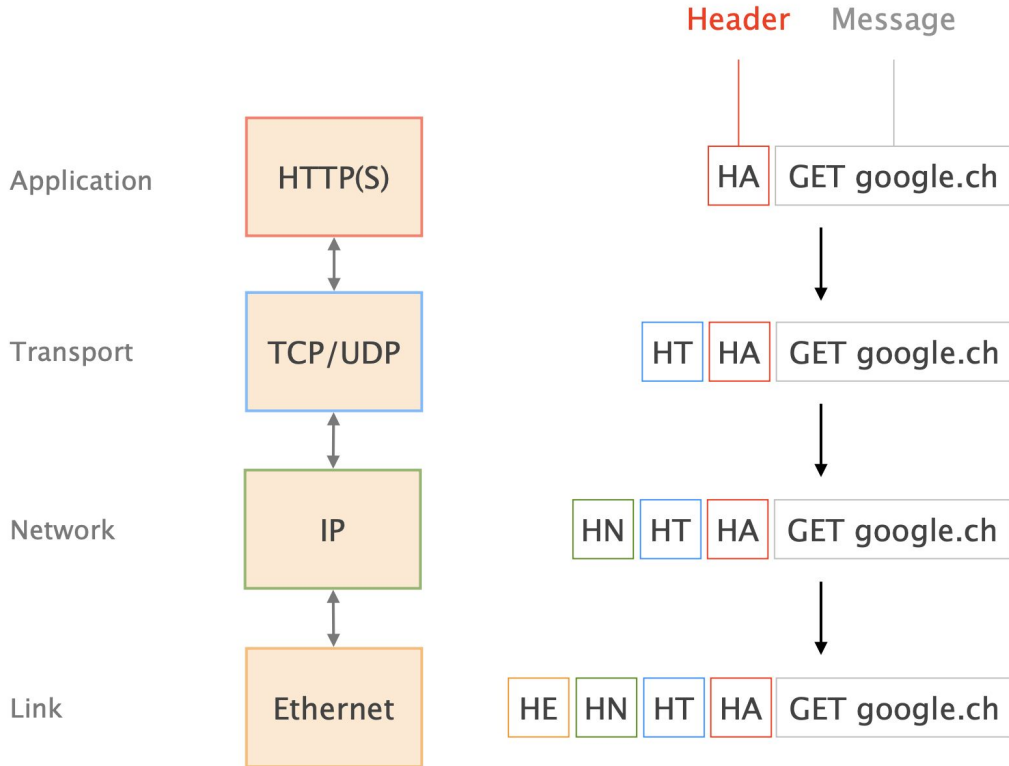 Header Message
Application HTTP(S) HA GET google.ch
Transport TCP/UDP HT HA GET google.ch
Network IP HN HT HA GET google.ch
Link Ethernet HE HN HT HA GET google.ch